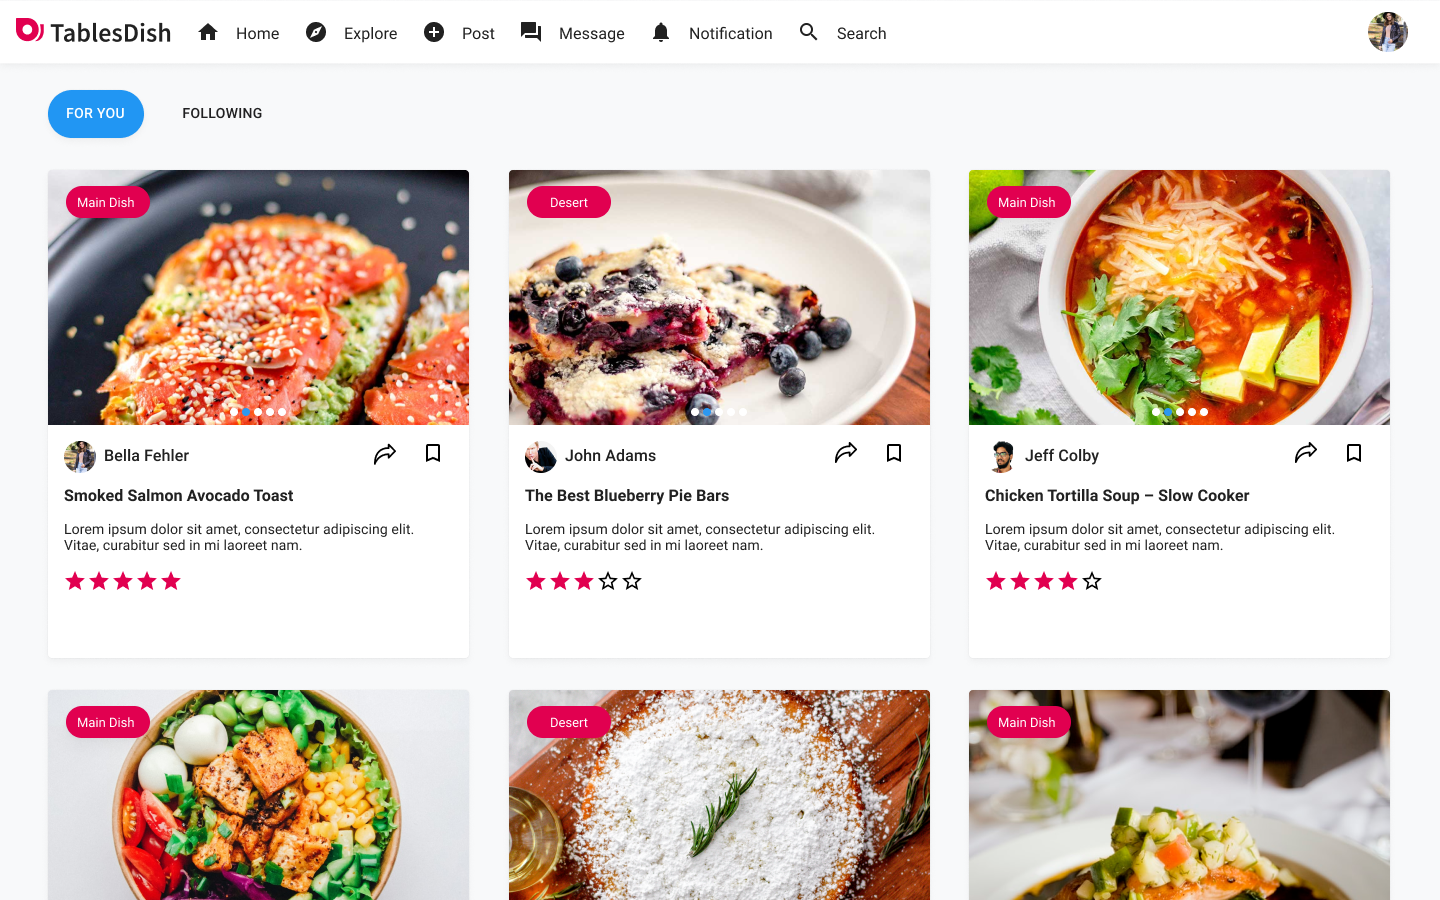 TablesDish Home Explore Post Message Notification Search
FOR YOU FOLLOWING
Main Dish
Desert
Main Dish
Bella Fehler
Smoked Salmon Avocado Toast
Lorem ipsum dolor sit amet, consectetur adipiscing elit.
Vitae, curabitur sed in mi laoreet nam.
John Adams
The Best Blueberry Pie Bars
Lorem ipsum dolor sit amet, consectetur adipiscing elit.
Vitae, curabitur sed in mi laoreet nam.
Jeff Colby
Chicken Tortilla Soup – Slow Cooker
Lorem ipsum dolor sit amet, consectetur adipiscing elit.
Vitae, curabitur sed in mi laoreet nam.
Main Dish
Desert
Main Dish